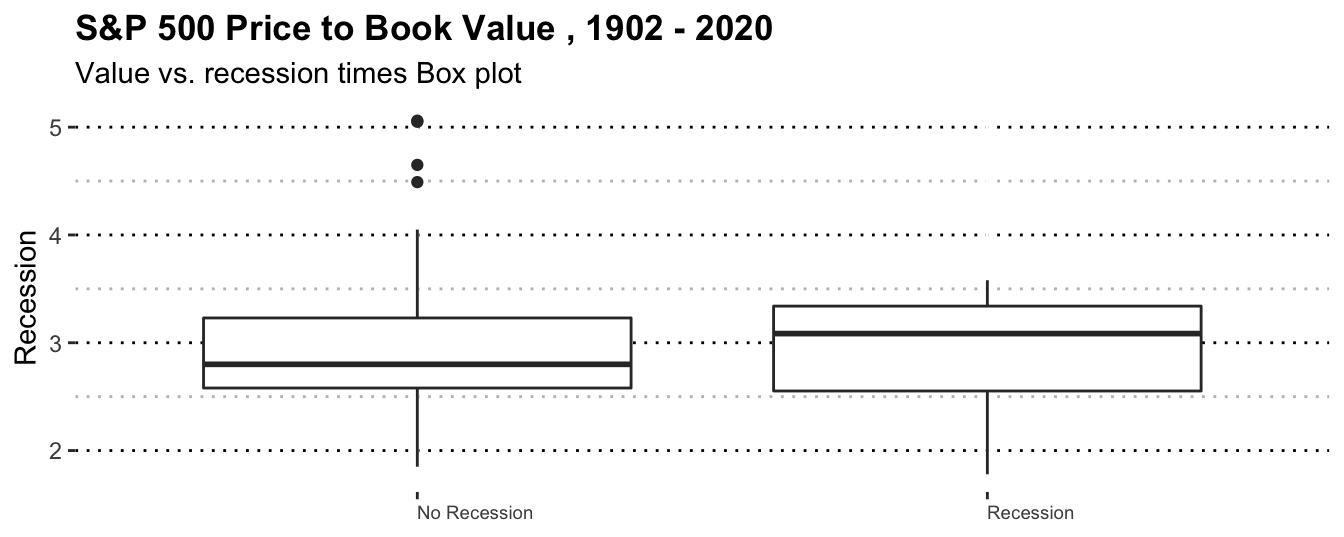 S&P 500 Price to Book Value , 1902 - 2020
Value vs. recession times Box plot
5
4
3
2
Recession
No Recession
Recession